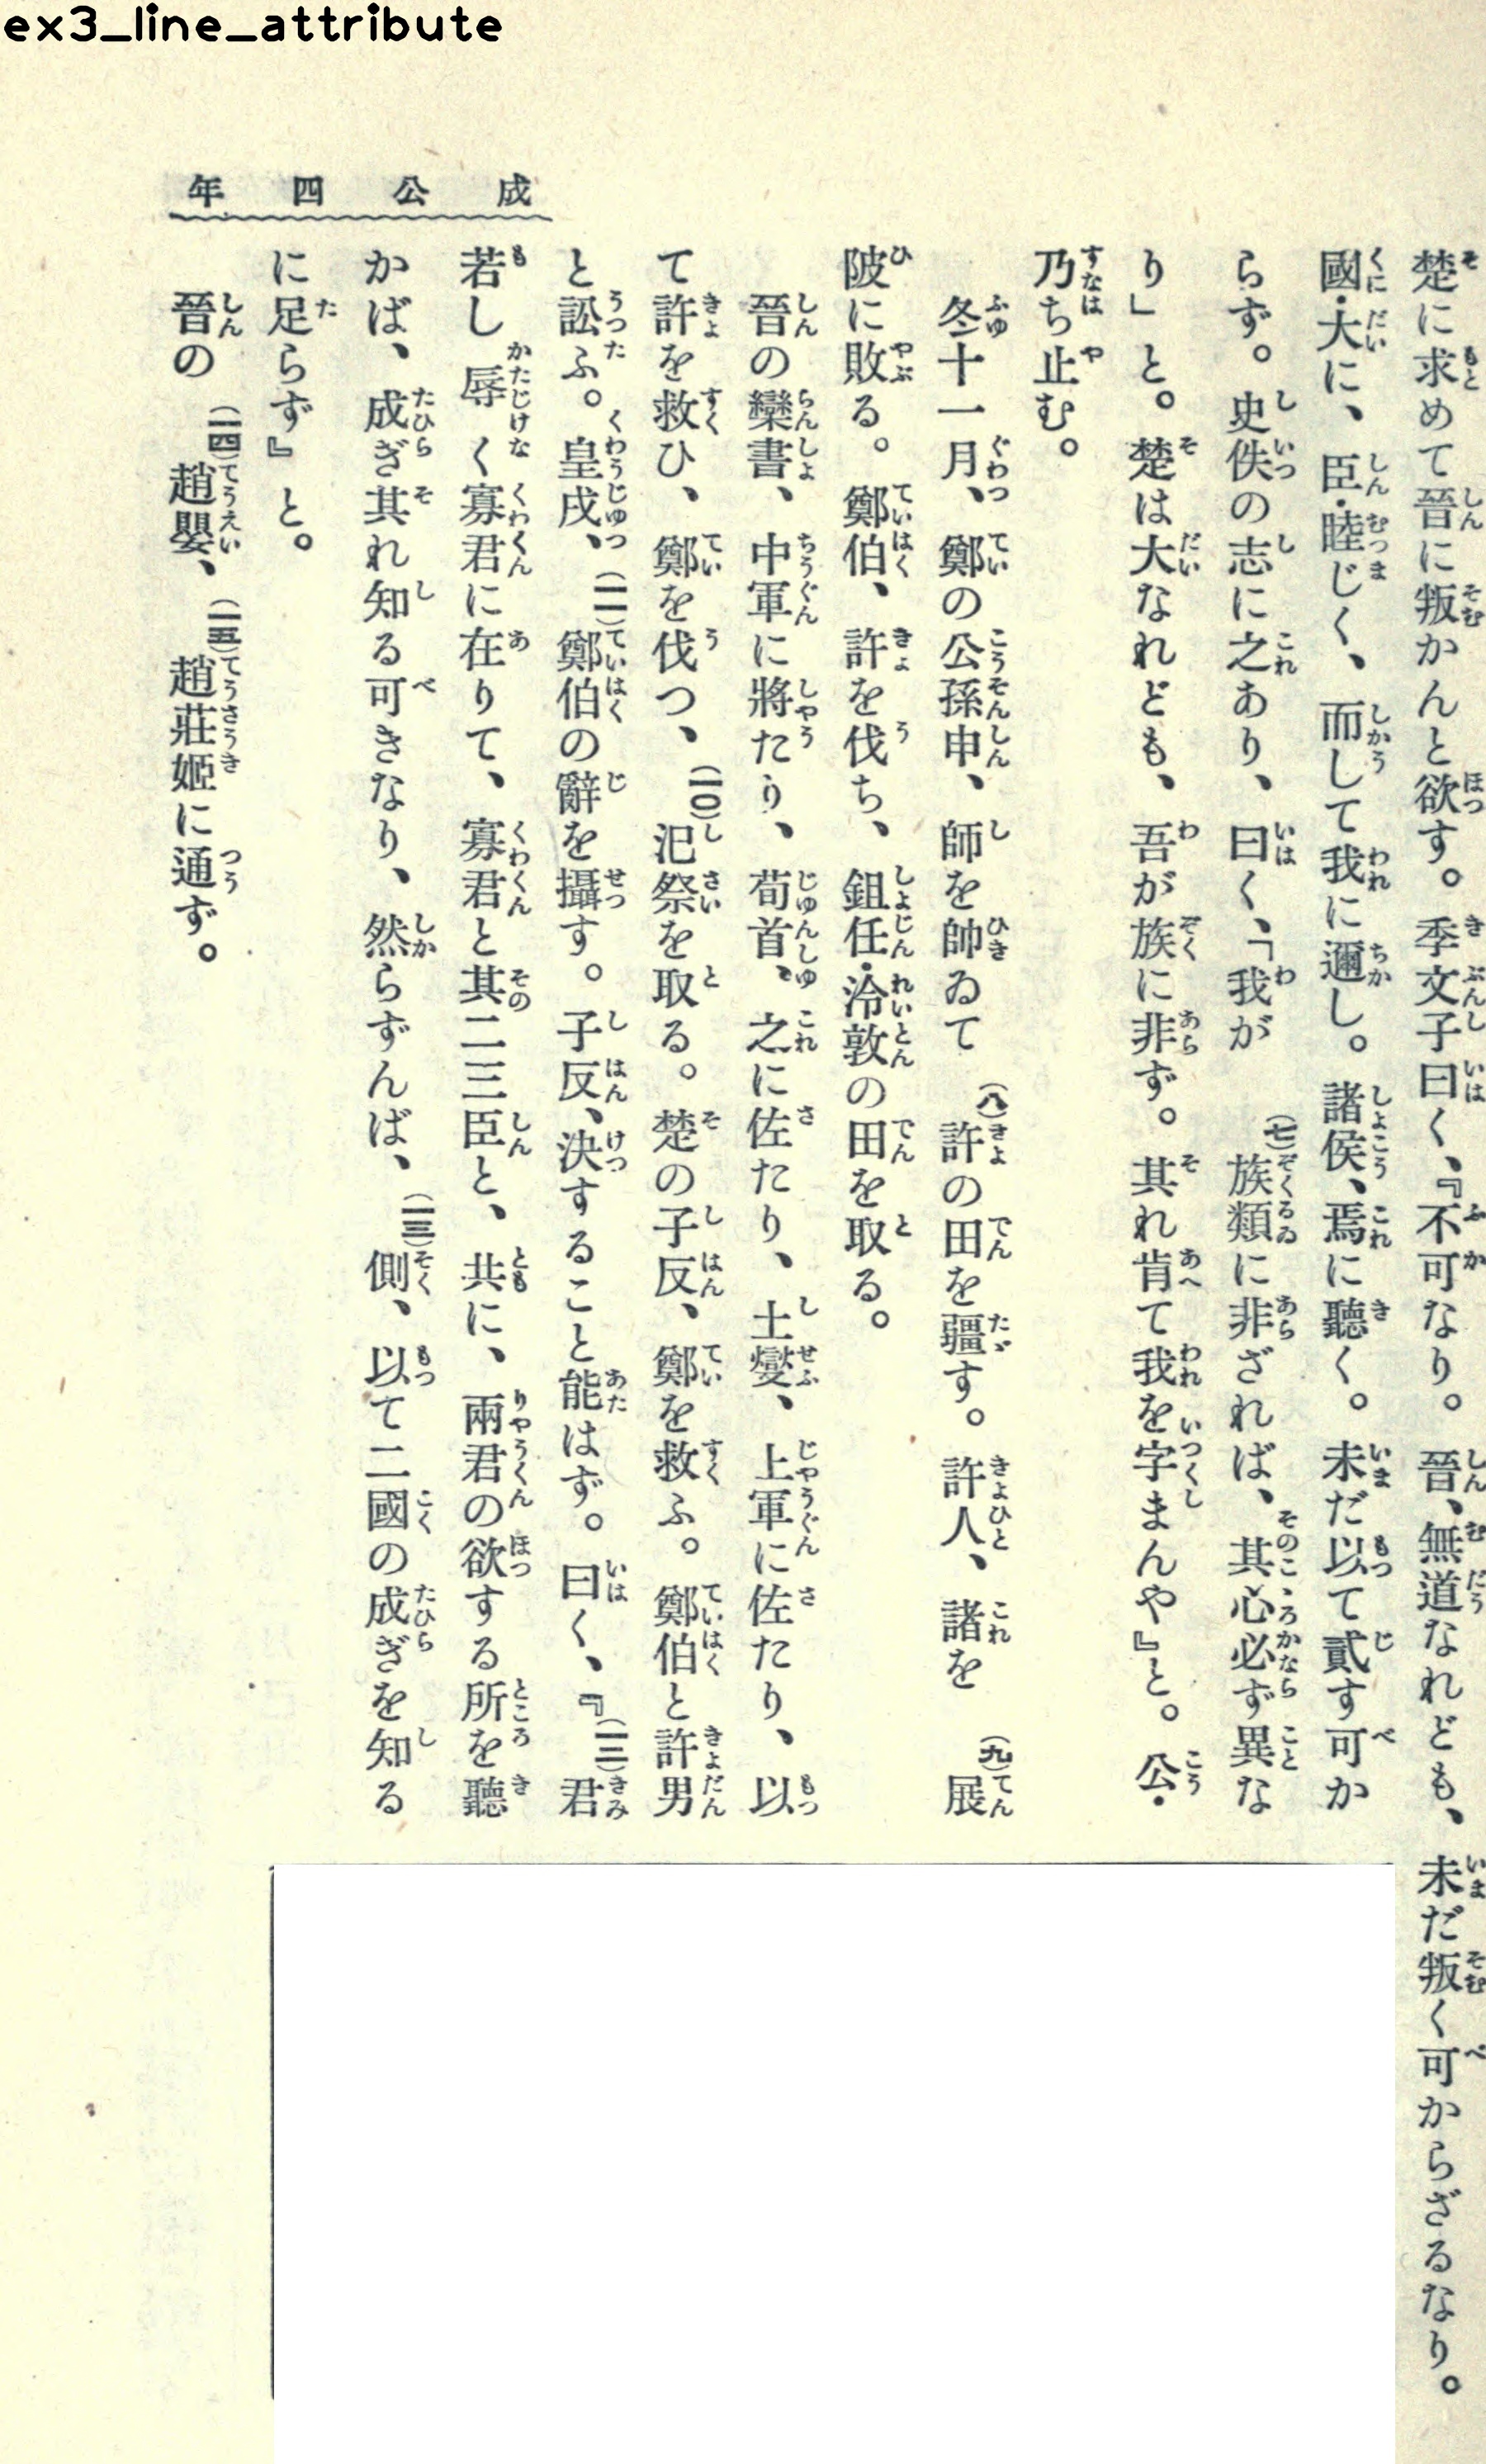 ex3_line_attribute
成公四年
楚に求めて晉に叛かんと欲す。季文子曰く、『不可なり。晉、無道なれども、未だ叛く可からざるなり。
國・大に、臣・睦じく、而して我に邇し。諸侯、焉に聽く。未だ以て貳す可か
らず。史佚の志に之あり、曰く、「我が(七)族類に非ざれば、其心必ず異な
り」と。楚は大なれども、吾が族に非ず。其れ肯て我を字まんや』と。公・
乃ち止む。
冬十一月、鄭の公孫申、師を帥ゐて(八)許の田を疆す。許人、諸を(九)展
陂に敗る。鄭伯、許を伐ち、鉏任・泠敦の田を取る。
晉の欒書、中軍に將たり、荀首、之に佐たり、士燮、上軍に佐たり、以
て許を救ひ、鄭を伐つ、(一〇)汜祭を取る。楚の子反、鄭を救ふ。鄭伯と許男
と訟ふ。皇戌、(一一)鄭伯の辭を攝す。子反、決すること能はず。曰く、『(一二)君
若し辱く寡君に在りて、寡君と其二三臣と、共に、兩君の欲する所を聽
かば、成ぎ其れ知る可きなり、然らずんば、(一三)側、以て二國の成ぎを知る
に足らず』と。
晉の(一四)趙嬰、(一五)趙莊姬に通ず。